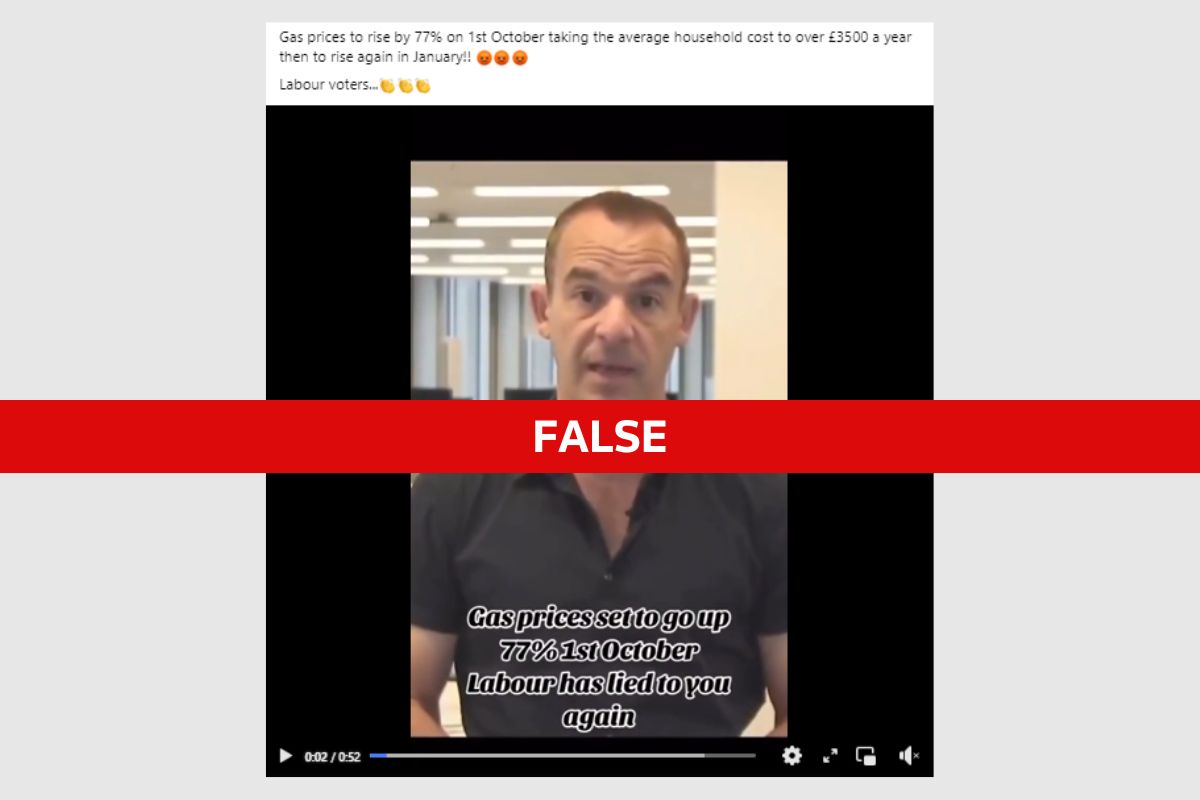 Gas prices to rise by 77% on 1st October taking the average household cost to over £3500 a year
then to rise again in January!! 😡😡😡
Labour voters...👏👏👏
FALSE
Gas prices set to go up
77% 1st October
Labour has lied to you
again
0:02 / 0:52